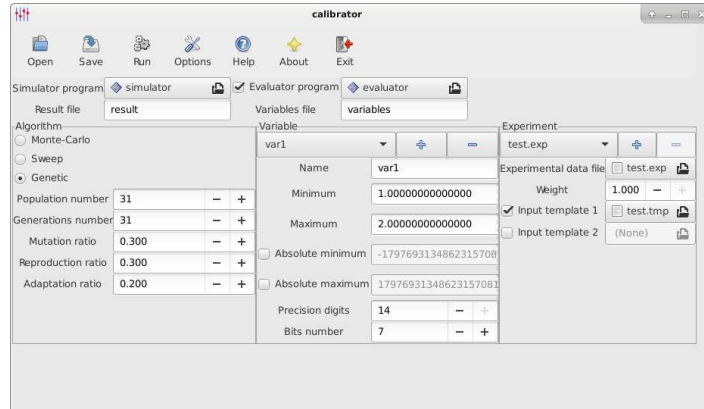 calibrator
Open Save Run Options Help About Exit
Simulator program simulator Evaluator program evaluator
Result file result Variables file variables
Algorithm
Monte-Carlo
Sweep
Genetic
Population number 31 − +
Generations number 31 − +
Mutation ratio 0.300 − +
Reproduction ratio 0.300 − +
Adaptation ratio 0.200 − +
Variable
var1
Name var1
Minimum 1.00000000000000
Maximum 2.00000000000000
Absolute minimum
Absolute maximum
Precision digits 14 − +
Bits number 7 − +
Experiment
test.exp
Experimental data file test.exp
Weight 1.000 − +
Input template 1 test.tmp
Input template 2 (None)